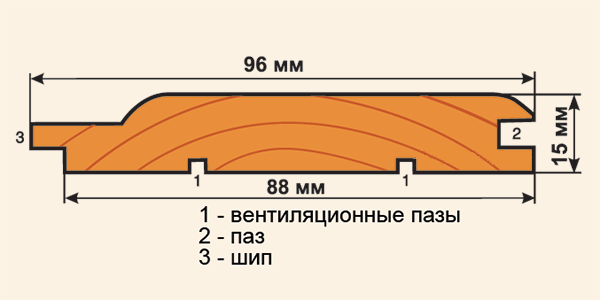 96 мм
3
2
15 мм
1
1
88 мм
1 - вентиляционные пазы
2 - паз
3 - шип